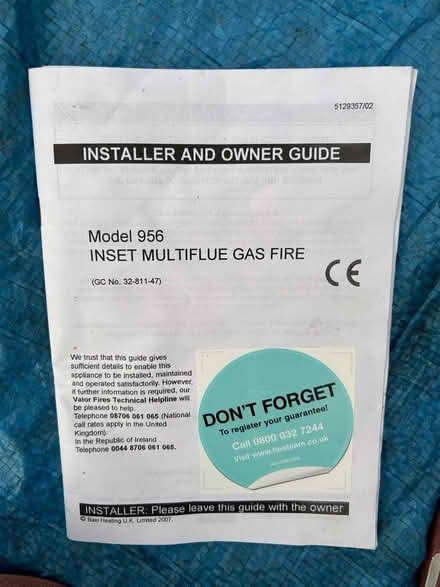 5129357/02
INSTALLER AND OWNER GUIDE
Model 956
INSET MULTIFLUE GAS FIRE
(GC No. 32-811-47)
CE
We trust that this guide gives
sufficient details to enable this
appliance to be installed, maintained
and operated satisfactorily. However,
if further information is required, our
Valor Fires Technical Helpline will
be pleased to help.
Telephone 08706 061 065 (National
call rates apply in the United
Kingdom).
In the Republic of Ireland
Telephone 0044 8706 061 065.
DON'T FORGET
To register your guarantee!
Call 0800 032 7244
Visit
INSTALLER: Please leave this guide with the owner
© Baxi Heating U.K. Limited 2007.